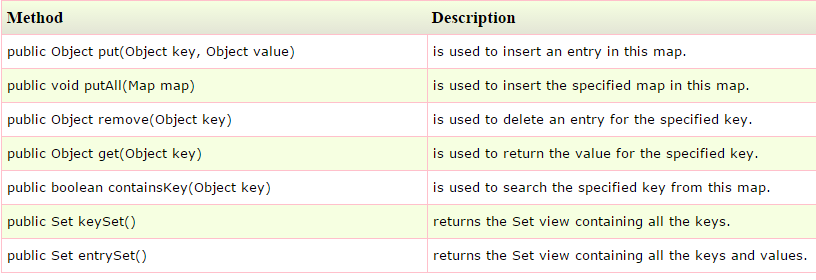 Method Description
public Object put(Object key, Object value) is used to insert an entry in this map.
public void putAll(Map map) is used to insert the specified map in this map.
public Object remove(Object key) is used to delete an entry for the specified key.
public Object get(Object key) is used to return the value for the specified key.
public boolean containsKey(Object key) is used to search the specified key from this map.
public Set keySet() returns the Set view containing all the keys.
public Set entrySet() returns the Set view containing all the keys and values.